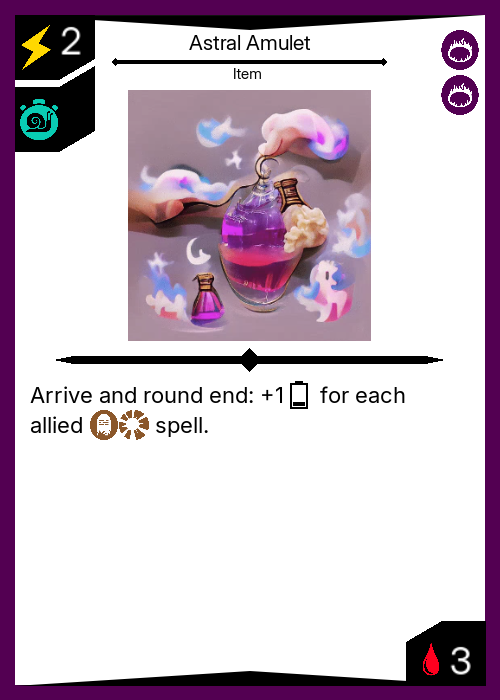 2
Astral Amulet
Item
Arrive and round end: +1 for each
allied spell.
3